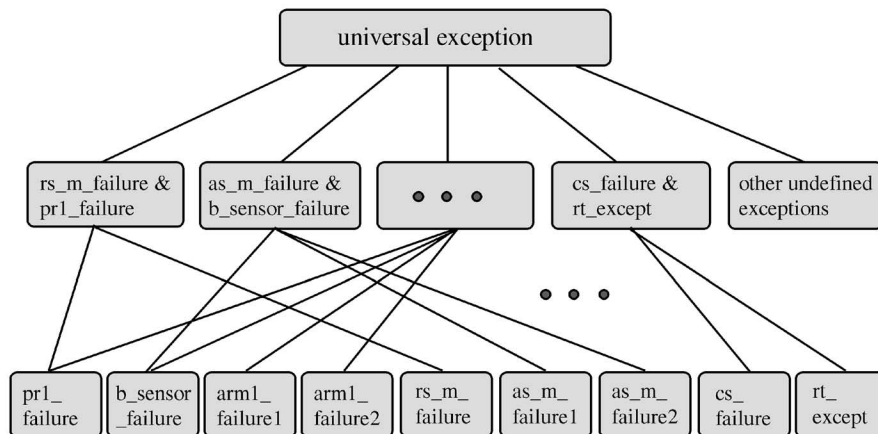 universal exception
rs_m_failure &
pr1_failure
as_m_failure &
b_sensor_failure
cs_failure &
rt_except
other undefined
exceptions
pr1_
failure
b_sensor
_failure
arm1_
failure1
arm1_
failure2
rs_m_
failure
as_m_
failure1
as_m_
failure2
cs_
failure
rt_
except